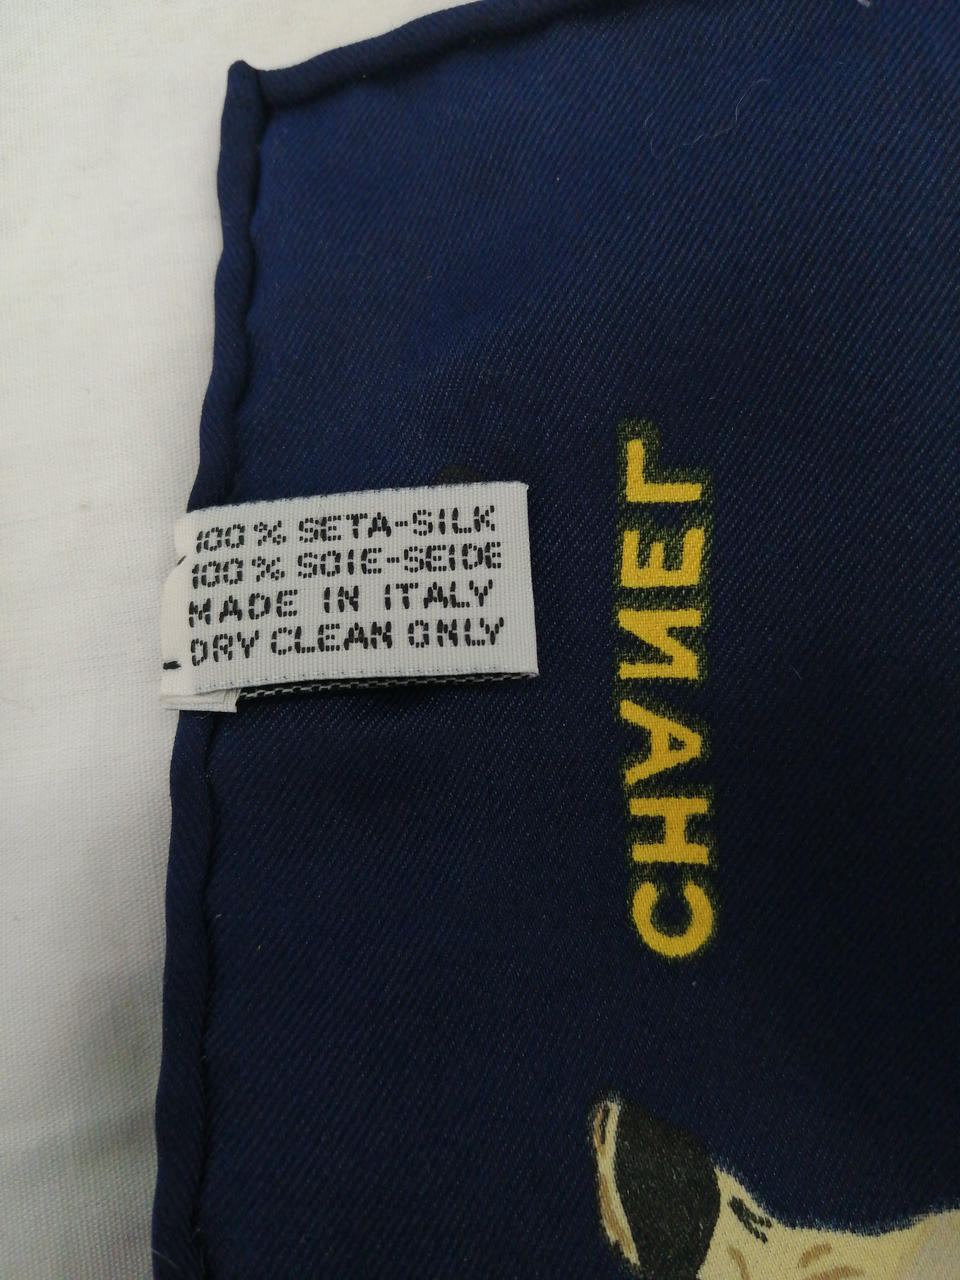 100% SETA-SILK
100% SOIE-SEIDE
MADE IN ITALY
DRY CLEAN ONLY
CHANEL